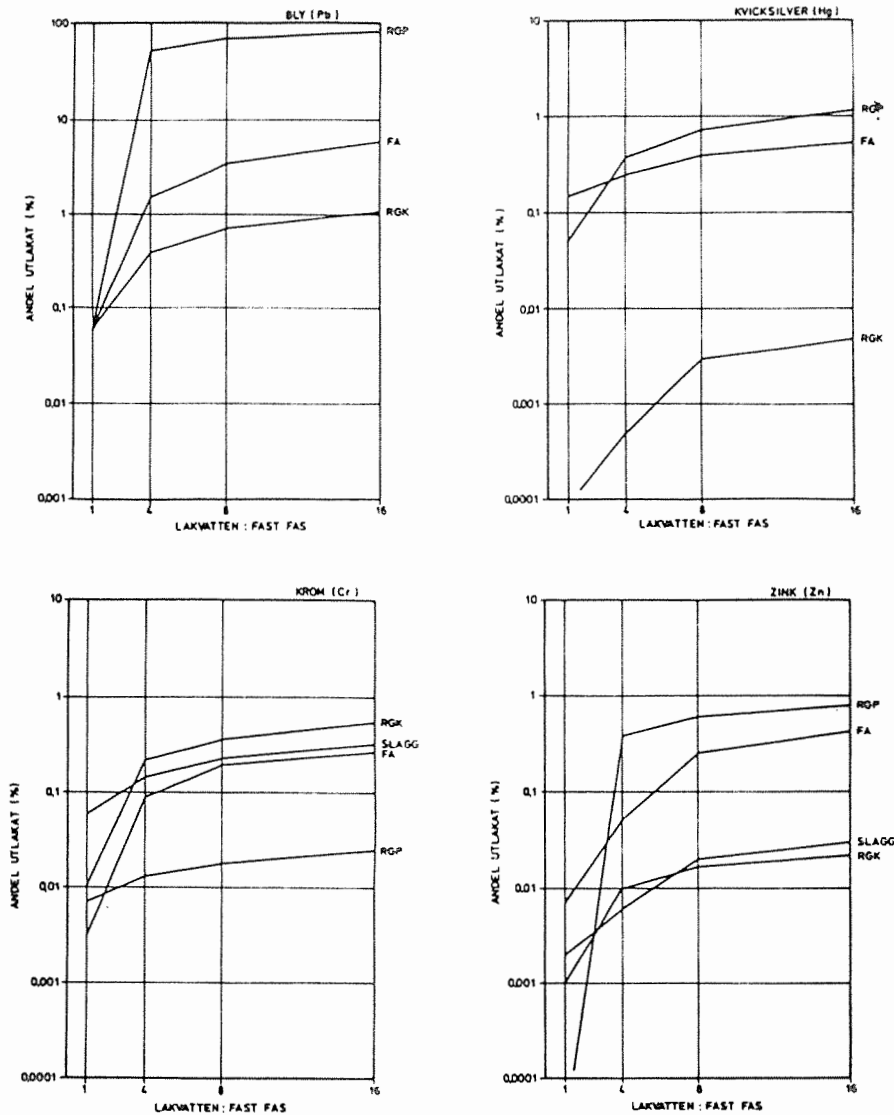 BLY (Pb)
100
10
1
0,1
0,01
0,001
ANDEL UTLAKAT (%)
RGP
FA
RGK
1 4 8 16
LAKVATTEN : FAST FAS
KVICKSILVER (Hg)
10
1
0,1
0,01
0,001
0,0001
ANDEL UTLAKAT (%)
RGP
FA
RGK
1 4 8 16
LAKVATTEN : FAST FAS
KROM (Cr)
10
1
0,1
0,01
0,001
0,0001
ANDEL UTLAKAT (%)
RGK
SLAGG
FA
RGP
1 4 8 16
LAKVATTEN : FAST FAS
ZINK (Zn)
10
1
0,1
0,01
0,001
0,0001
ANDEL UTLAKAT (%)
RGP
FA
SLAGG
RGK
1 4 8 16
LAKVATTEN : FAST FAS